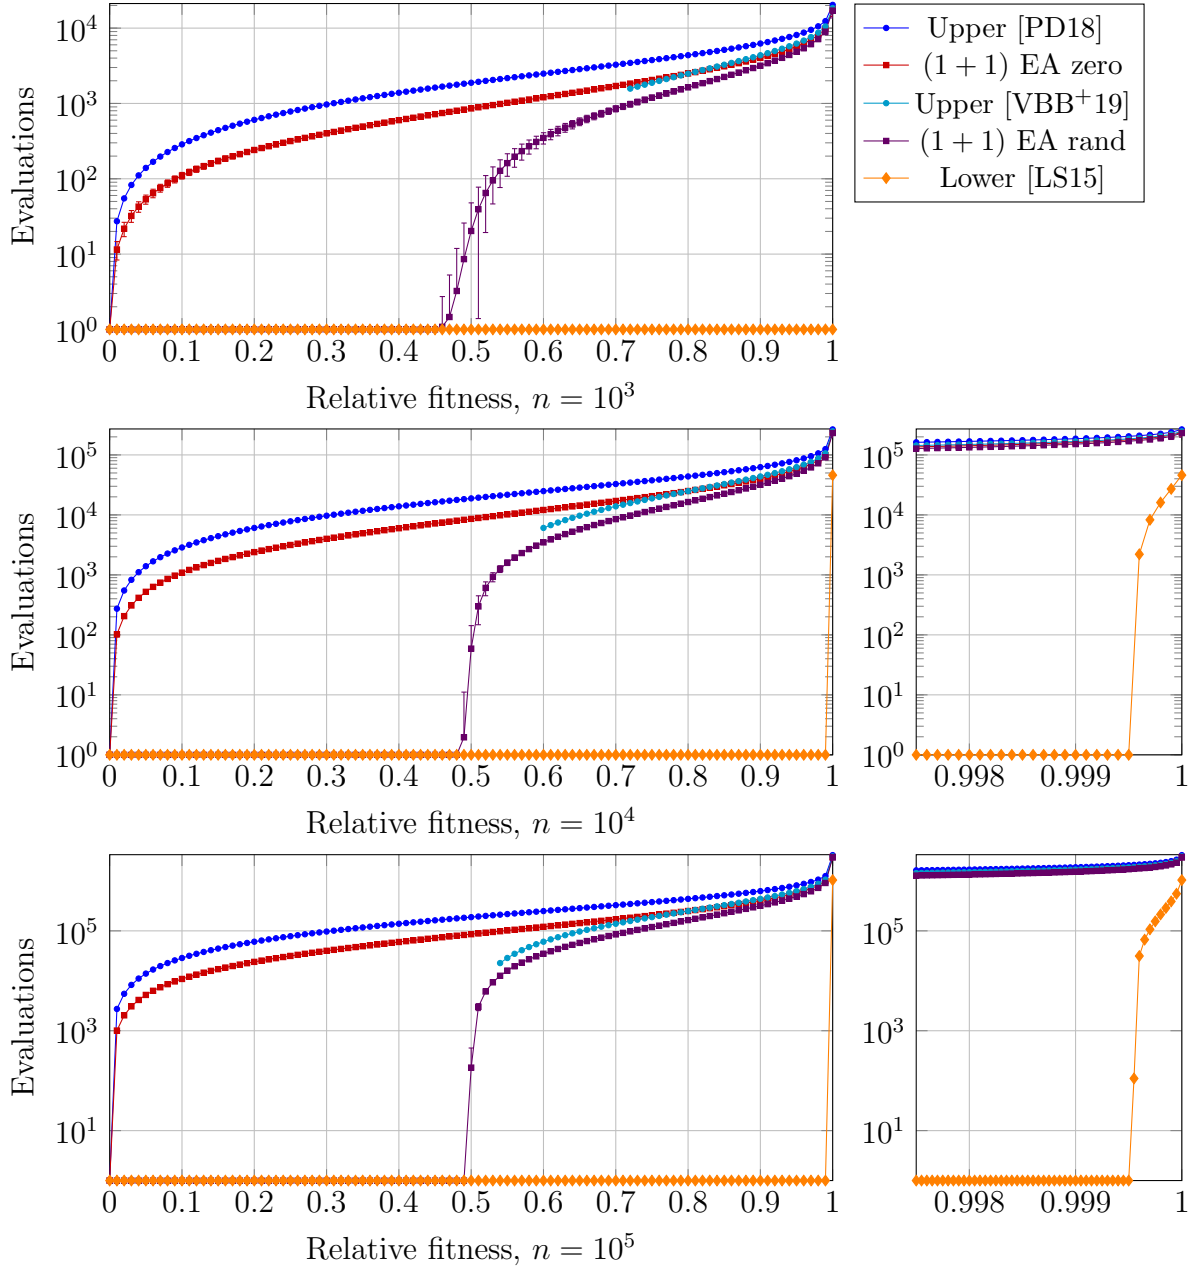 Evaluations
10^4
10^3
10^2
10^1
10^0
0 0.1 0.2 0.3 0.4 0.5 0.6 0.7 0.8 0.9 1
Relative fitness, n = 10^3
Upper [PD18]
(1 + 1) EA zero
Upper [VBB^+19]
(1 + 1) EA rand
Lower [LS15]
Evaluations
10^5
10^4
10^3
10^2
10^1
10^0
0 0.1 0.2 0.3 0.4 0.5 0.6 0.7 0.8 0.9 1
Relative fitness, n = 10^4
10^5
10^4
10^3
10^2
10^1
10^0
0.998 0.999 1
Evaluations
10^5
10^3
10^1
0 0.1 0.2 0.3 0.4 0.5 0.6 0.7 0.8 0.9 1
Relative fitness, n = 10^5
10^5
10^3
10^1
0.998 0.999 1